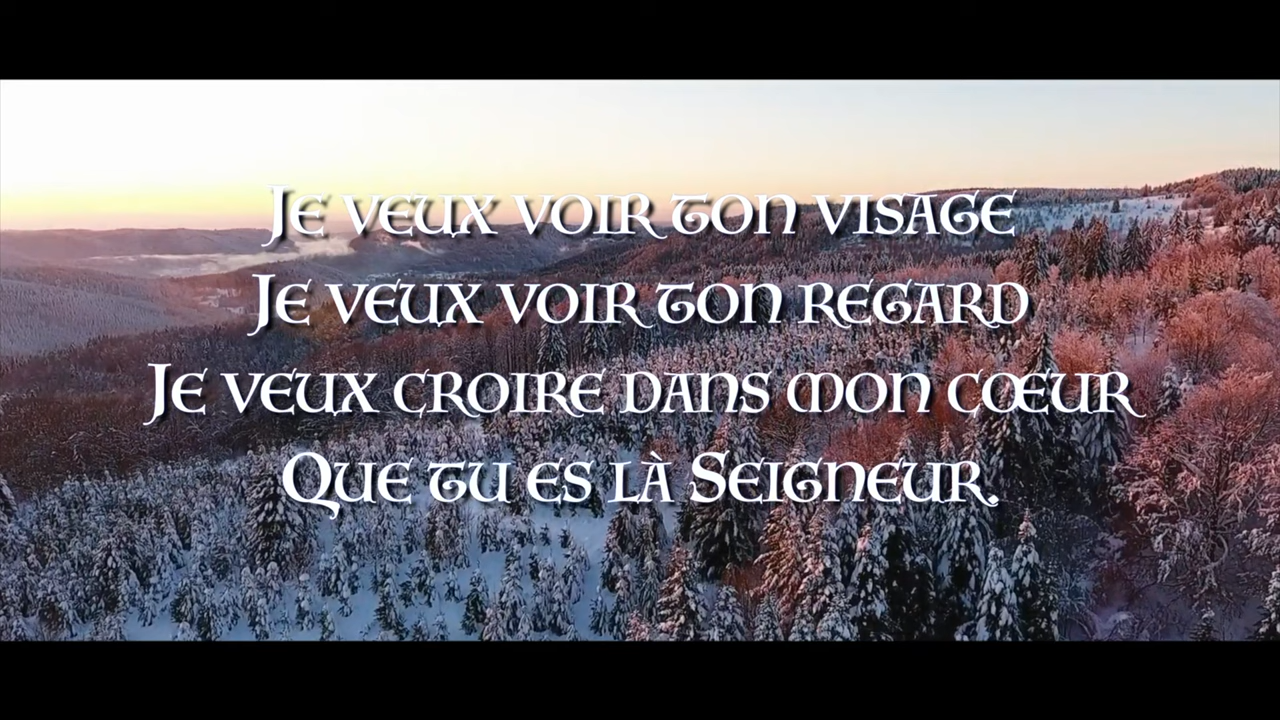 Je veux voir ton visage
Je veux voir ton regard
Je veux croire dans mon cœur
Que tu es là Seigneur.